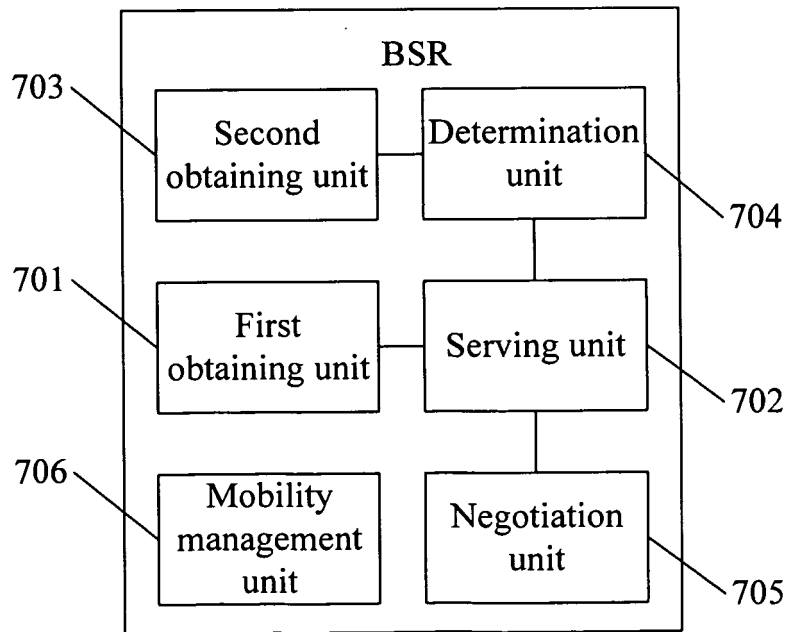 BSR
703
Second
obtaining unit
Determination
unit
704
701
First
obtaining unit
Serving unit
702
706
Mobility
management
unit
Negotiation
unit
705